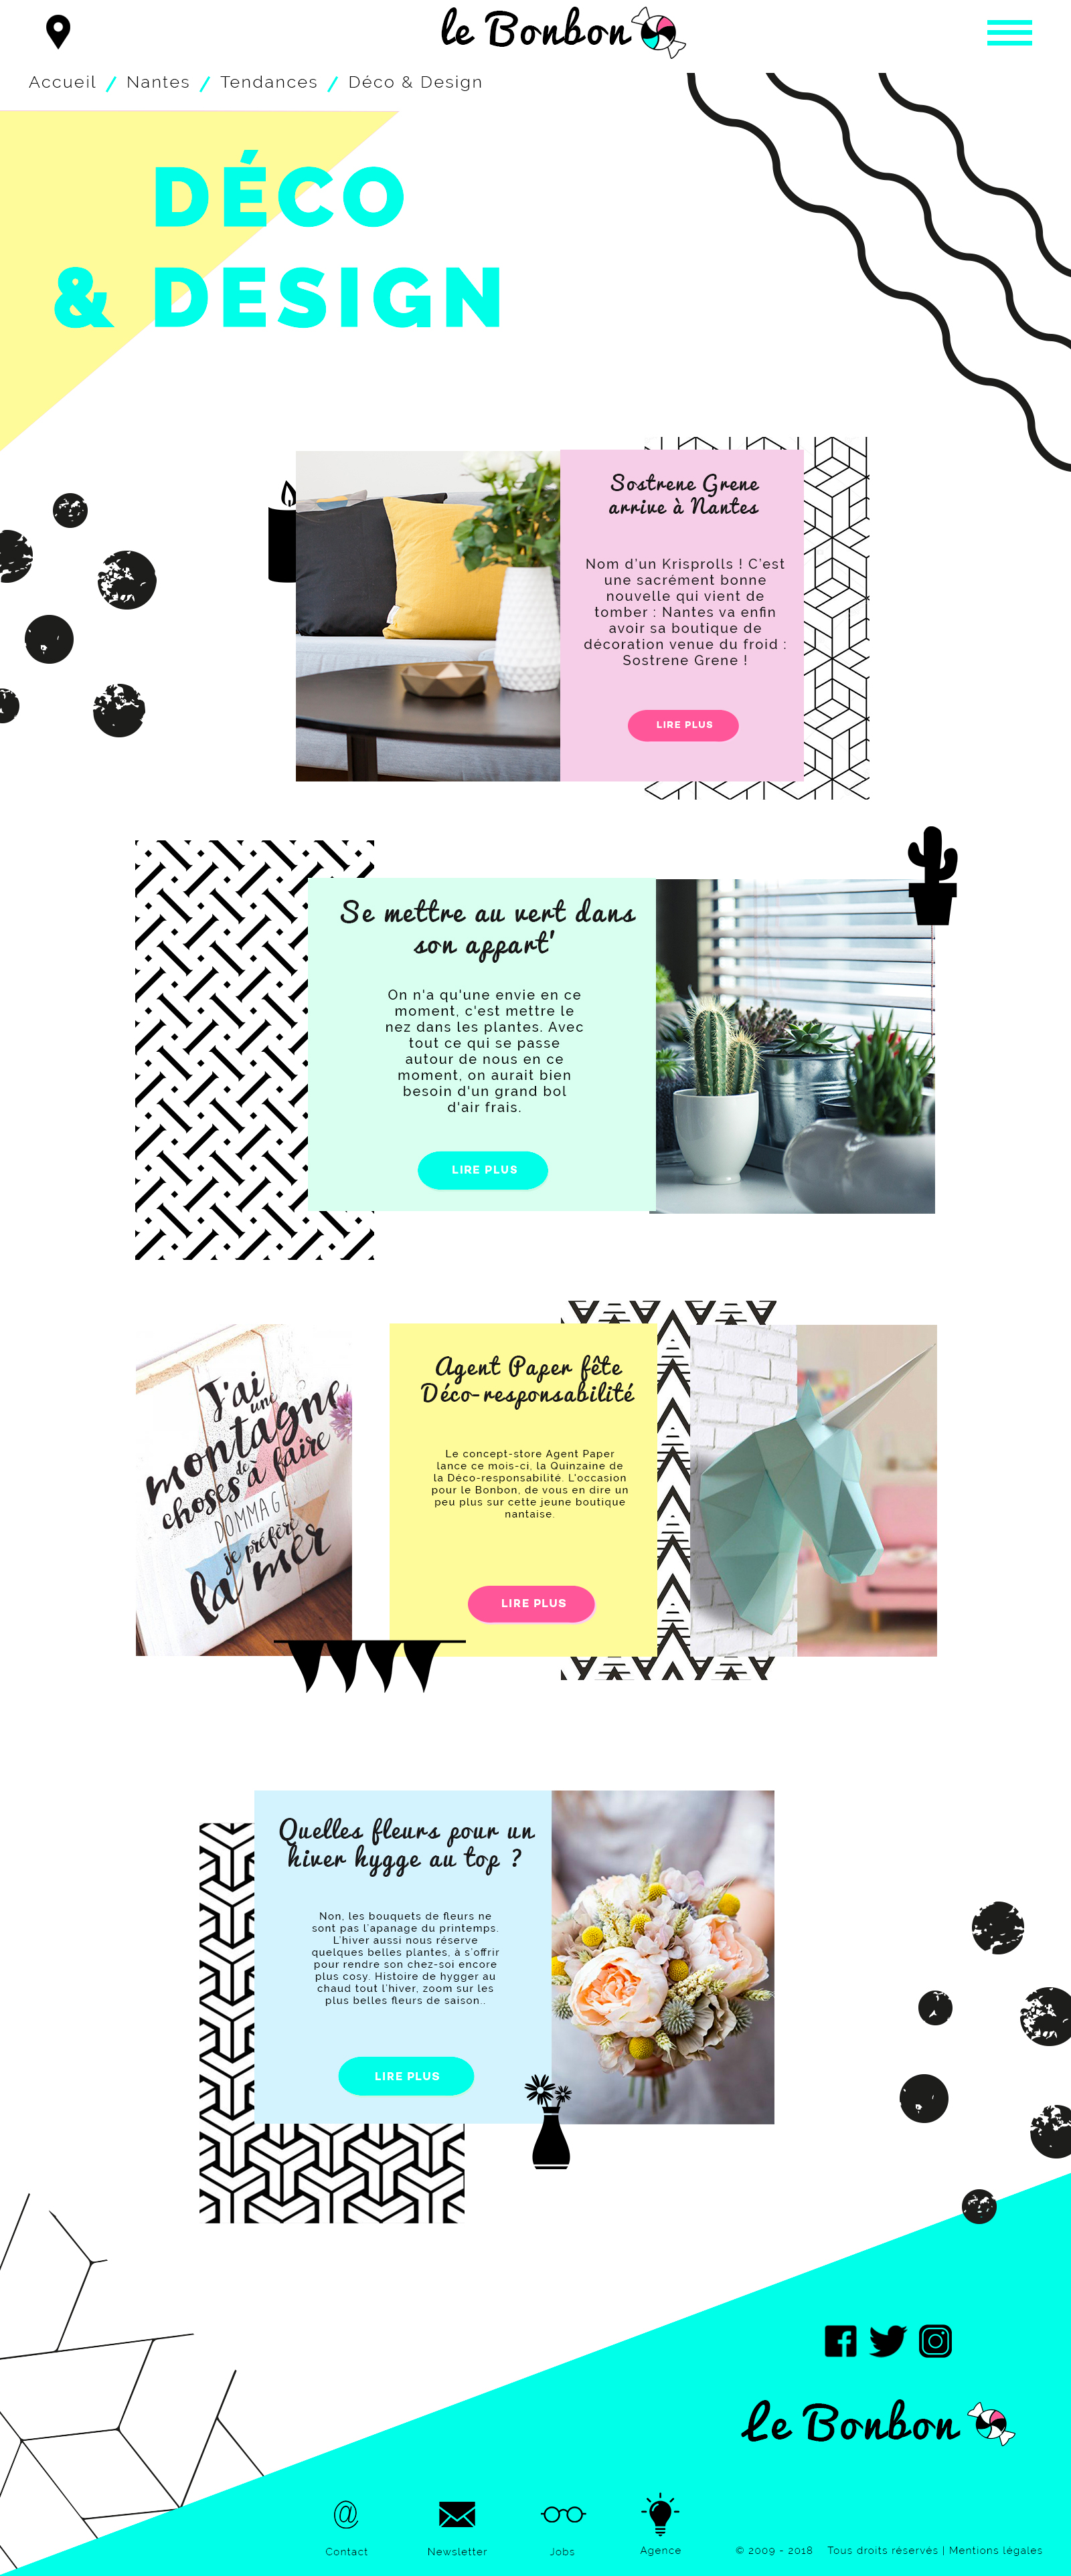 le Bonbon
Accueil / Nantes / Tendances / Déco & Design
DÉCO
& DESIGN
Sostrene Grene
arrive à Nantes
Nom d'un Krisprolls ! C'est
une sacrément bonne
nouvelle qui vient de
tomber : Nantes va enfin
avoir sa boutique de
décoration venue du froid :
Sostrene Grene !
LIRE PLUS
Se mettre au vert dans
son appart'
On n'a qu'une envie en ce
moment, c'est mettre le
nez dans les plantes. Avec
tout ce qui se passe
autour de nous en ce
moment, on aurait bien
besoin d'un grand bol
d'air frais.
LIRE PLUS
J'ai
une
montagne
de
choses à faire
DOMMAGE,
je préfère
la mer
Agent Paper fête
Déco-responsabilité
Le concept-store Agent Paper
lance ce mois-ci, la Quinzaine de
la Déco-responsabilité. L'occasion
pour le Bonbon, de vous en dire un
peu plus sur cette jeune boutique
nantaise.
LIRE PLUS
Quelles fleurs pour un
hiver hygge au top ?
Non, les bouquets de fleurs ne
sont pas l'apanage du printemps.
L'hiver aussi nous réserve
quelques belles plantes, à s'offrir
pour rendre son chez-soi encore
plus cosy. Histoire de hygger au
chaud tout l'hiver, zoom sur les
plus belles fleurs de saison..
LIRE PLUS
Le Bonbon
@
Contact Newsletter Jobs Agence © 2009 - 2018 Tous droits réservés | Mentions légales